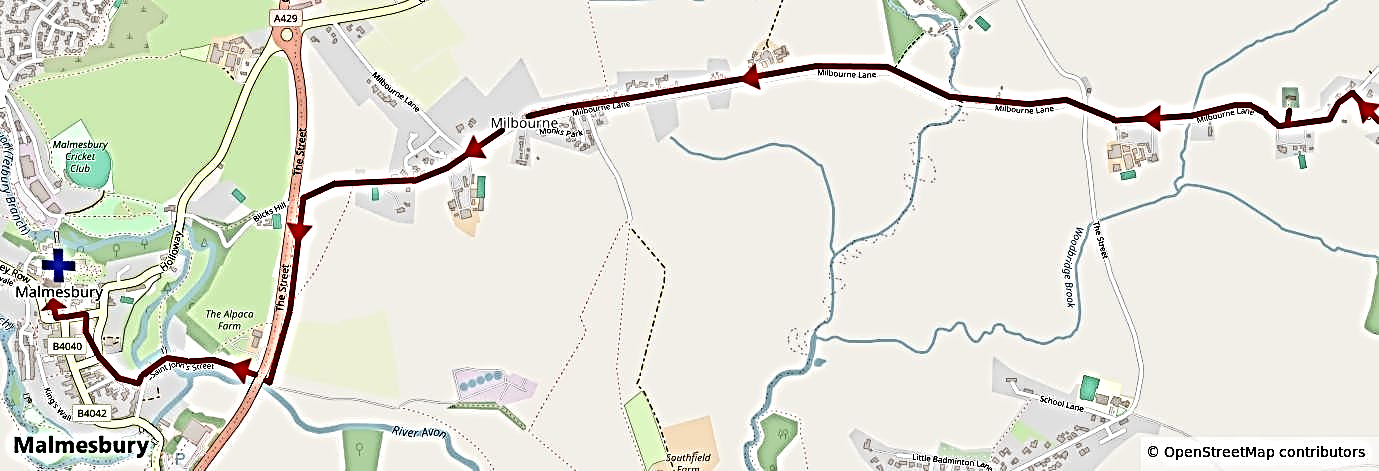 A429
Milbourne Lane
Milbourne Lane
Milbourne Lane
Milbourne Lane
Milbourne Lane
Milbourne
Monks Park
The Street
Malmesbury
Cricket
Club
(Tetbury Branch)
Blicks Hill
Holloway
The Street
The Street
Woodbridge
Brook
Malmesbury
The Alpaca
Farm
B4040
Saint John's Street
King's Wall
B4042
School Lane
River Avon
Malmesbury
Southfield
Farm
Little Badminton Lane
P
© OpenStreetMap contributors